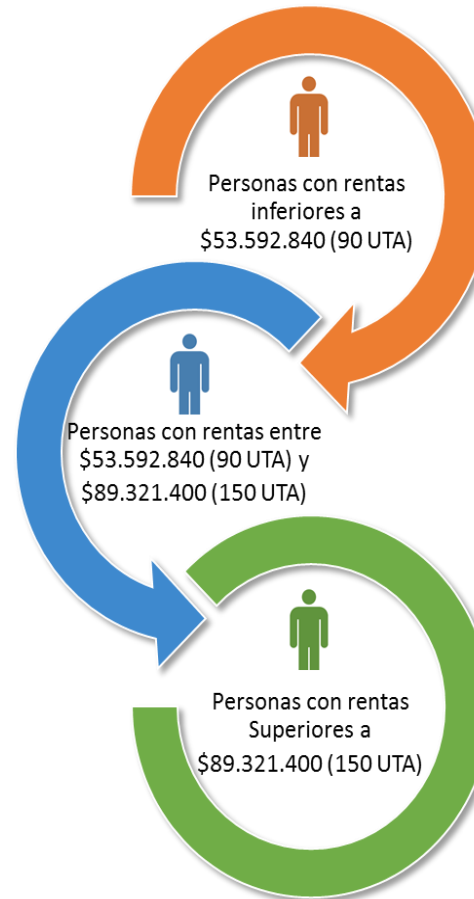 Personas con rentas
inferiores a
$53.592.840 (90 UTA)
Personas con rentas entre
$53.592.840 (90 UTA) y
$89.321.400 (150 UTA)
Personas con rentas
Superiores a
$89.321.400 (150 UTA)